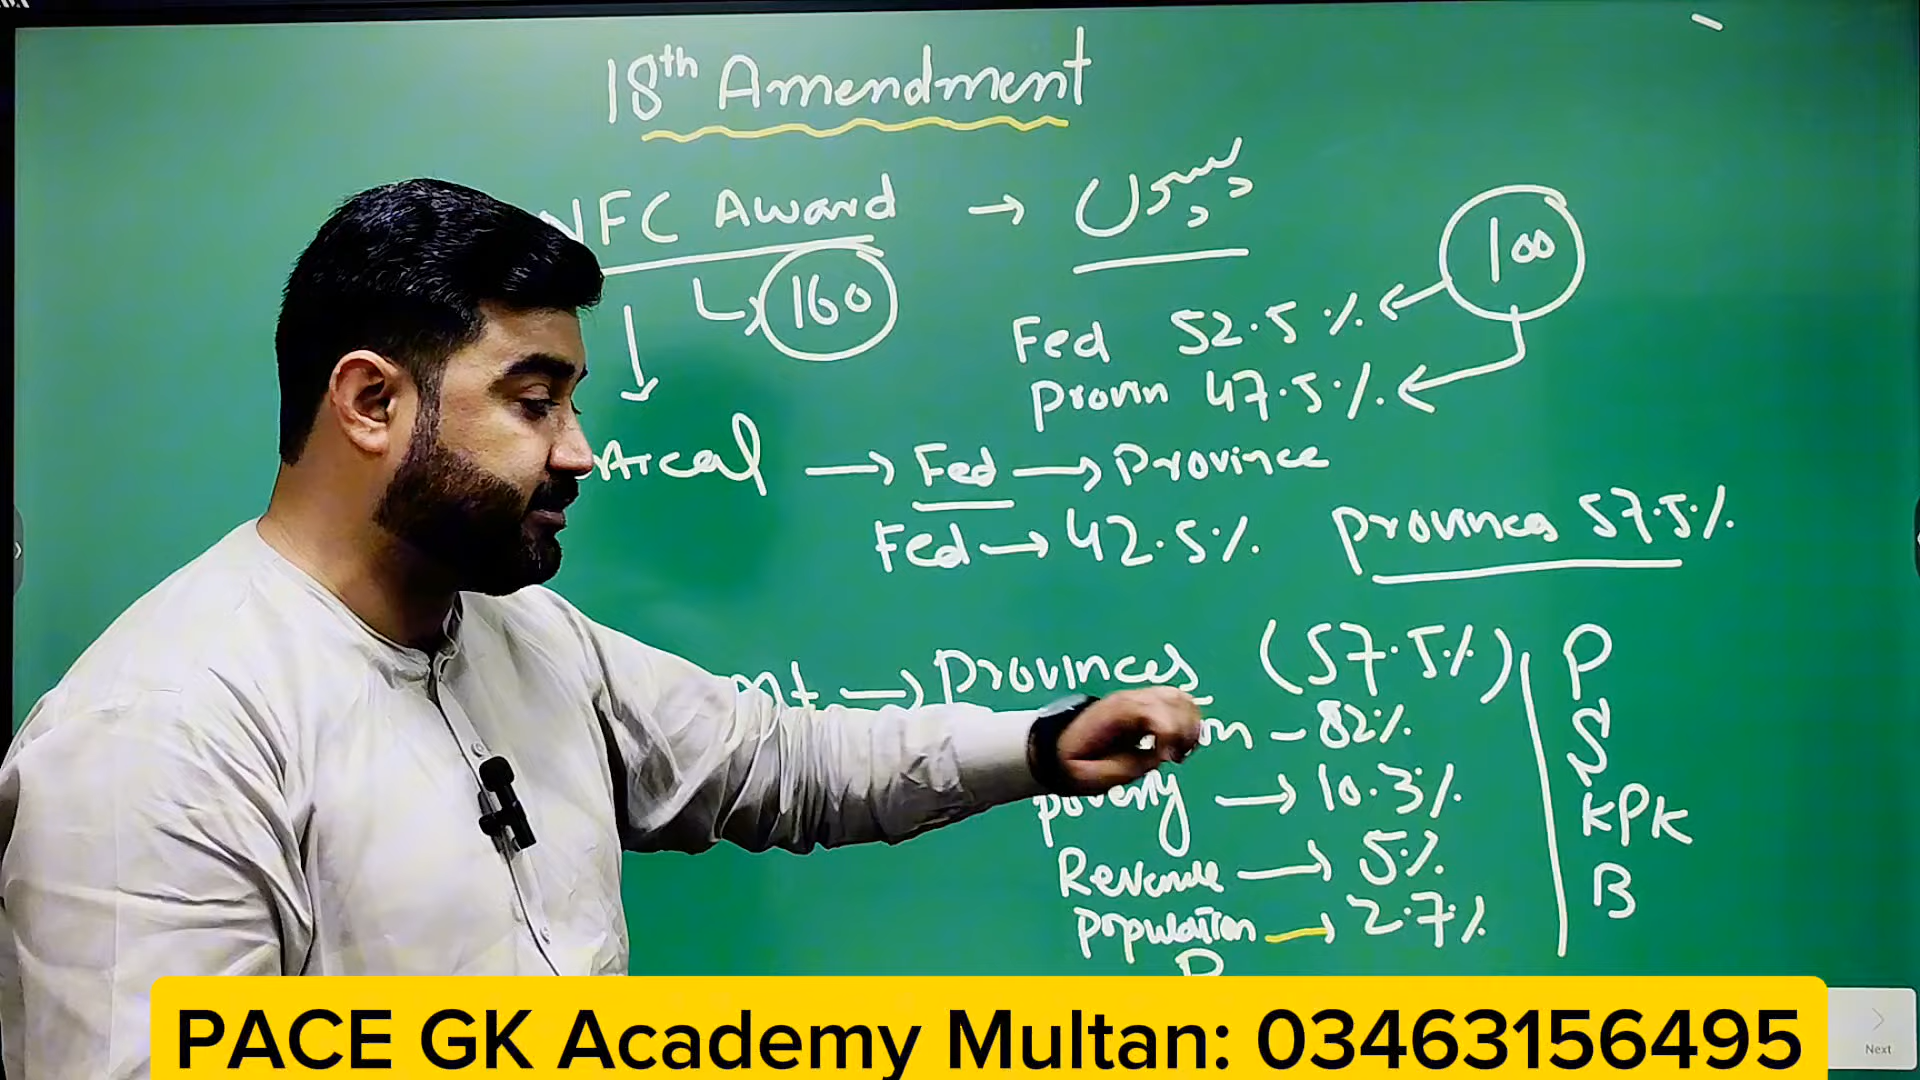 18th Amendment
NFC Award →
100
↳ 160
Fed 52.5%
Provin 47.5%
→ Fed → Province
Fed → 42.5% provinces 57.5%
→ Provinces (57.5%) P
on - 82% S
poverty → 10.3% KPK
Revenue → 5% B
population → 2.7%
PACE GK Academy Multan: 03463156495
Next